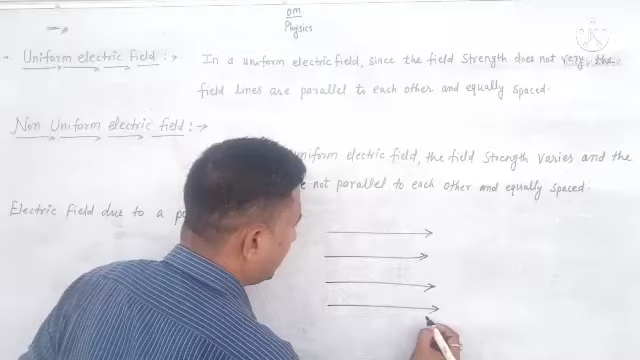 OM
Physics
Uniform electric field :→ In a uniform electric field, since the field strength does not vary, the
field lines are parallel to each other and equally spaced.
Non Uniform electric field :→
uniform electric field, the field strength varies and the
not parallel to each other and equally spaced.
Electric field due to a